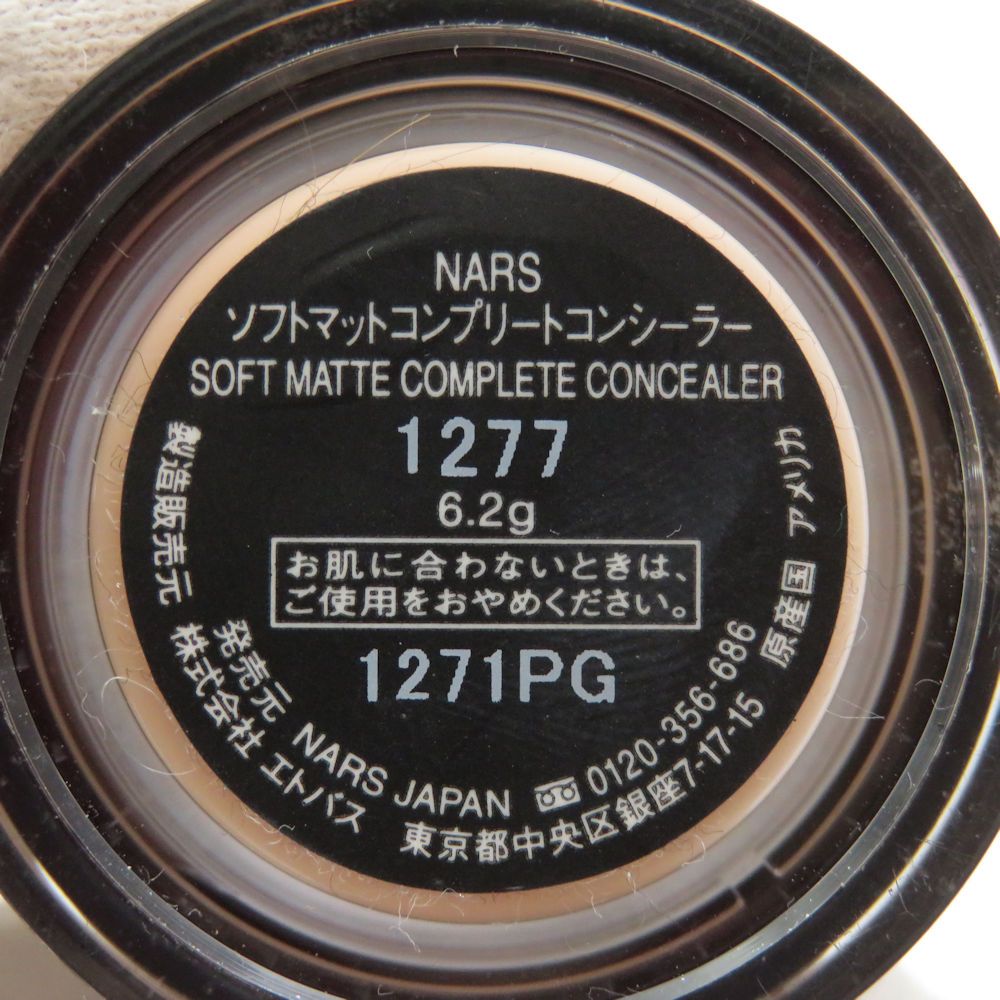 NARS
ソフトマットコンプリートコンシーラー
SOFT MATTE COMPLETE CONCEALER
1277
6.2g
お肌に合わないときは、
ご使用をおやめください。
1271PG
製造販売元 株式会社 エトバス 東京都中央区銀座7-17-15
発売元 NARS JAPAN 0120-356-686
原産国 アメリカ